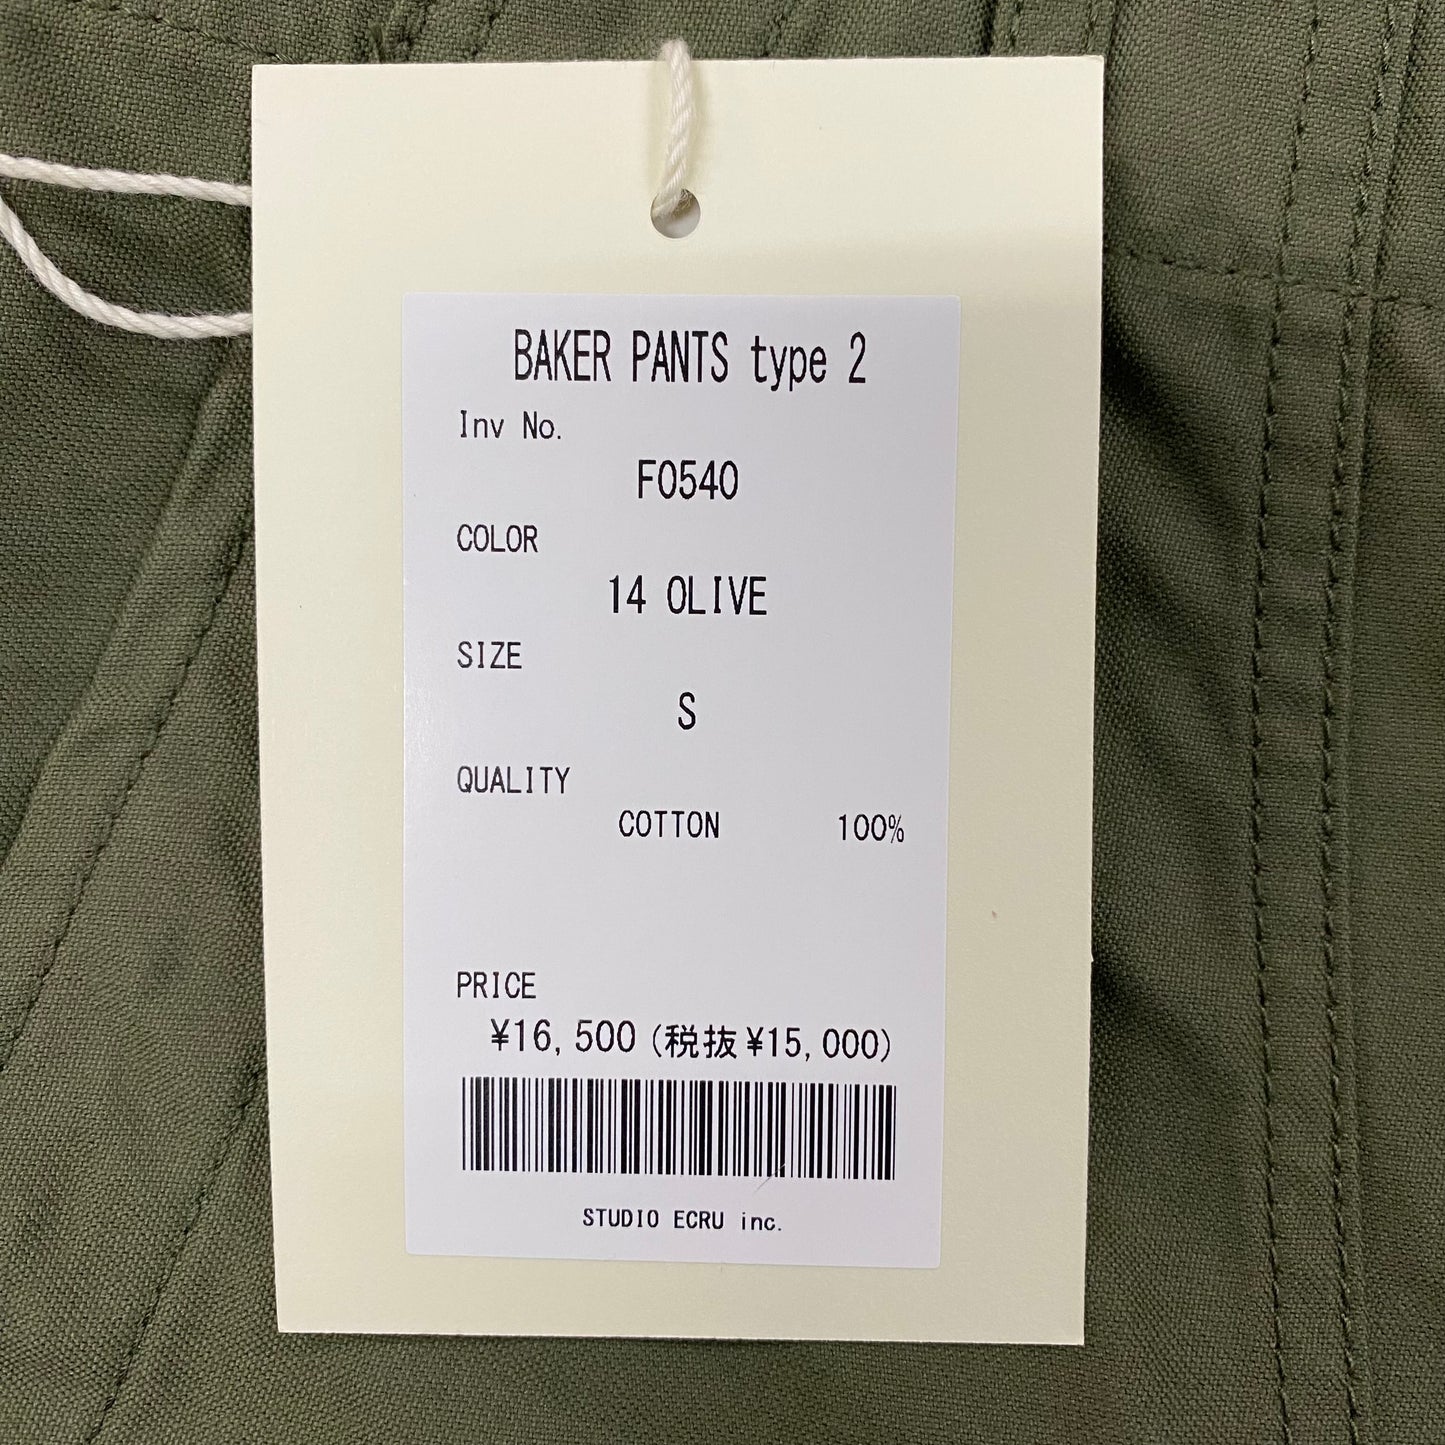 BAKER PANTS type 2
Inv No.
F0540
COLOR
14 OLIVE
SIZE
S
QUALITY
COTTON 100%
PRICE
¥16,500 (税抜¥15,000)
STUDIO ECRU inc.